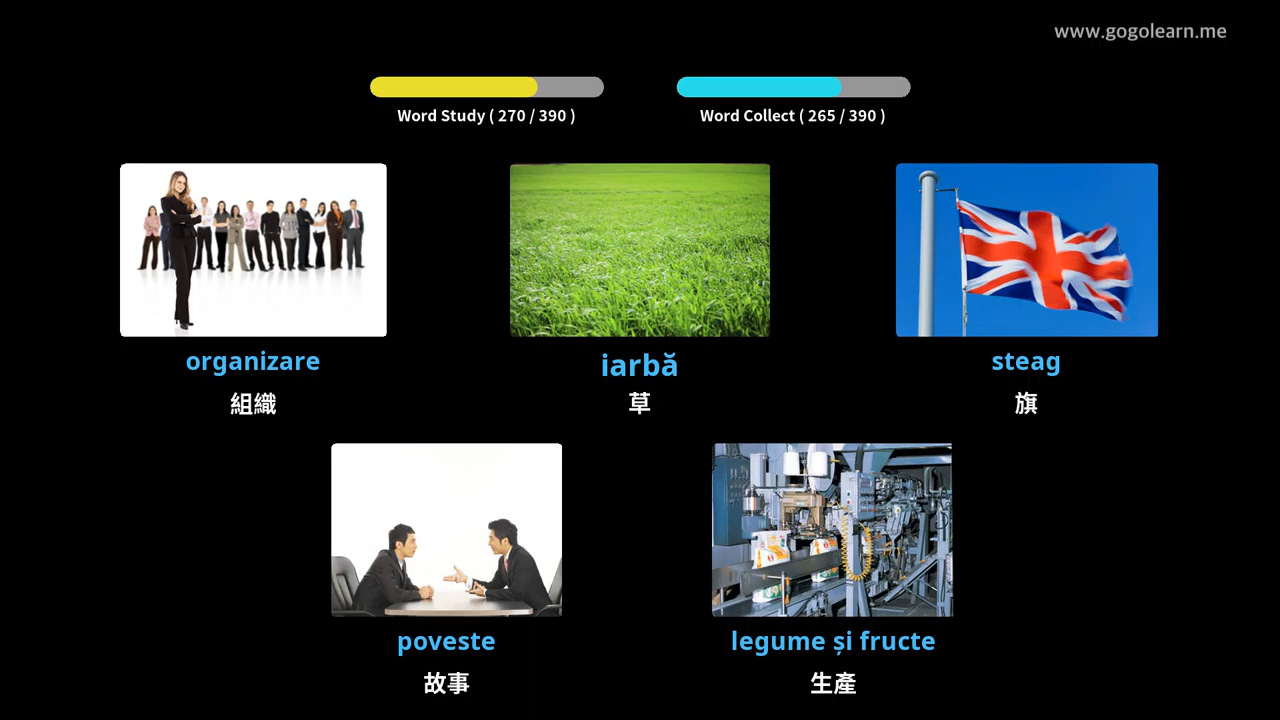 www.gogolearn.me
Word Study ( 270 / 390 )
Word Collect ( 265 / 390 )
organizare
組織
iarbă
草
steag
旗
poveste
故事
legume și fructe
生產